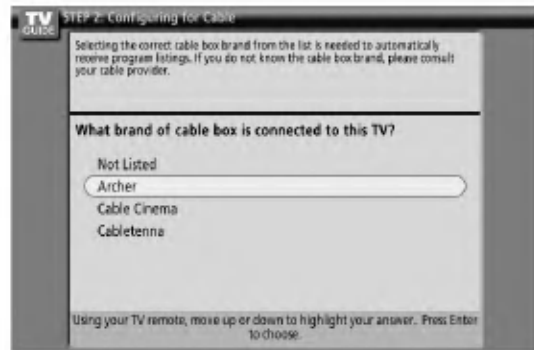 TV
GUIDE
STEP 2: Configuring for Cable
Selecting the correct cable box brand from the list is needed to automatically
receive program listings. If you do not know the cable box brand, please consult
your cable provider.
What brand of cable box is connected to this TV?
Not Listed
Archer
Cable Cinema
Cabletenna
Using your TV remote, move up or down to highlight your answer. Press Enter
to choose.